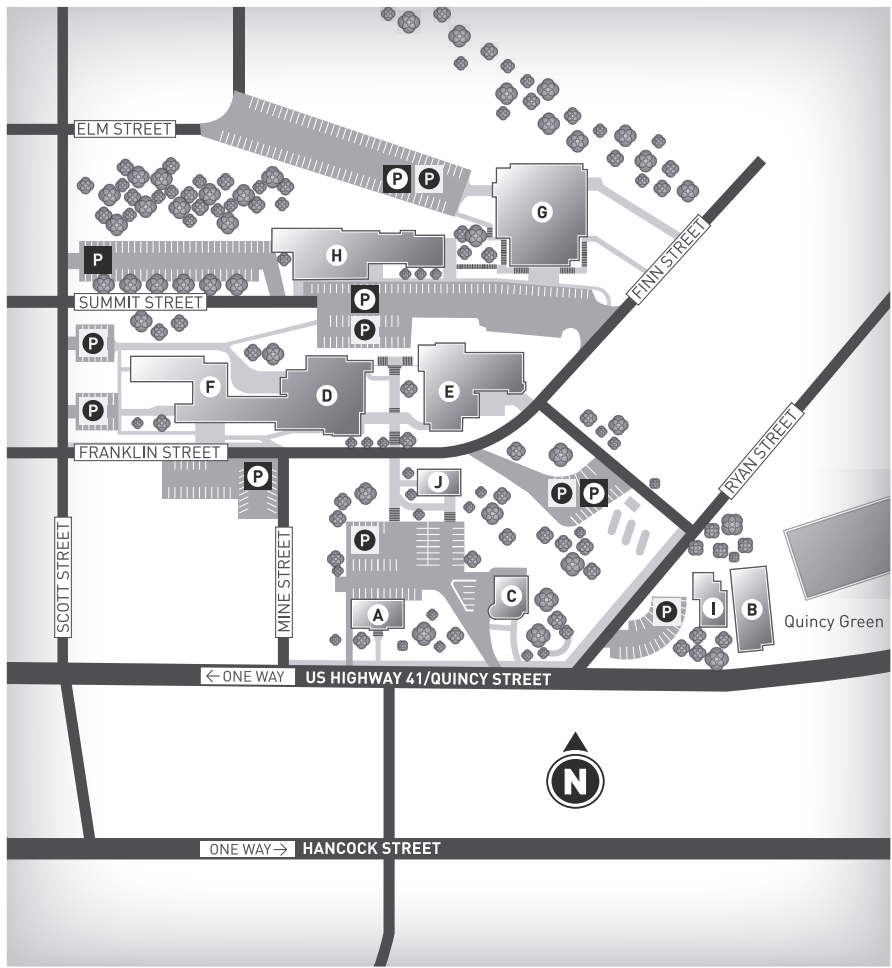 ELM STREET
P P
G
H
P
FINN STREET
P
SUMMIT STREET
P
P
F
D
E
P
FRANKLIN STREET
RYAN STREET
P
J
P P
SCOTT STREET
MINE STREET
P
C
A
P
I
B
Quincy Green
← ONE WAY
US HIGHWAY 41/QUINCY STREET
N
ONE WAY →
HANCOCK STREET